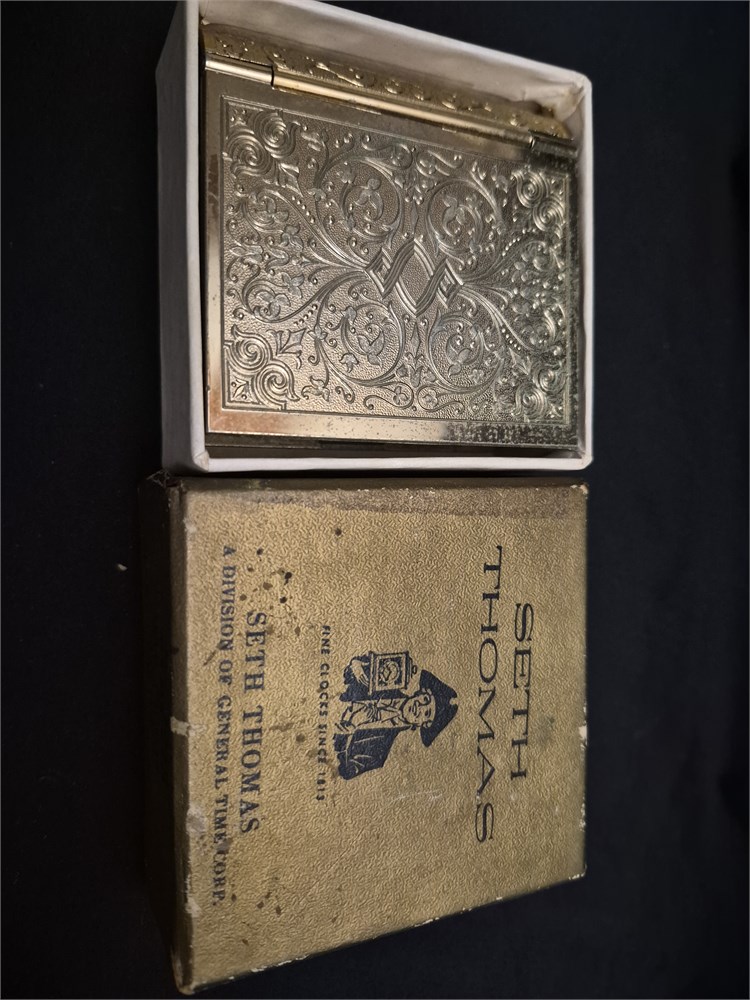 SETH
THOMAS
FINE CLOCKS SINCE 1813
SETH THOMAS
A DIVISION OF GENERAL TIME CORP.